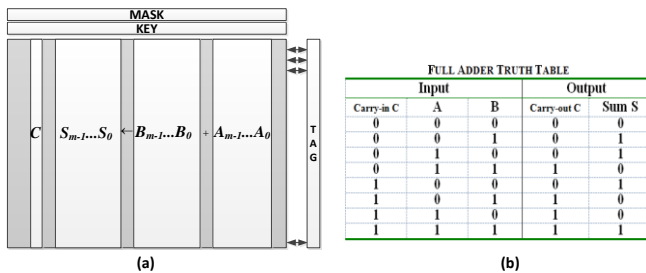 (a)
MASK
KEY
C S_{m-1}...S_0 ← B_{m-1}...B_0 + A_{m-1}...A_0
TAG
(a)
FULL ADDER TRUTH TABLE
Input Output
Carry-in C A B Carry-out C Sum S
0 0 0 0 0
0 0 1 0 1
0 1 0 0 1
0 1 1 1 0
1 0 0 0 1
1 0 1 1 0
1 1 0 1 0
1 1 1 1 1
(b)